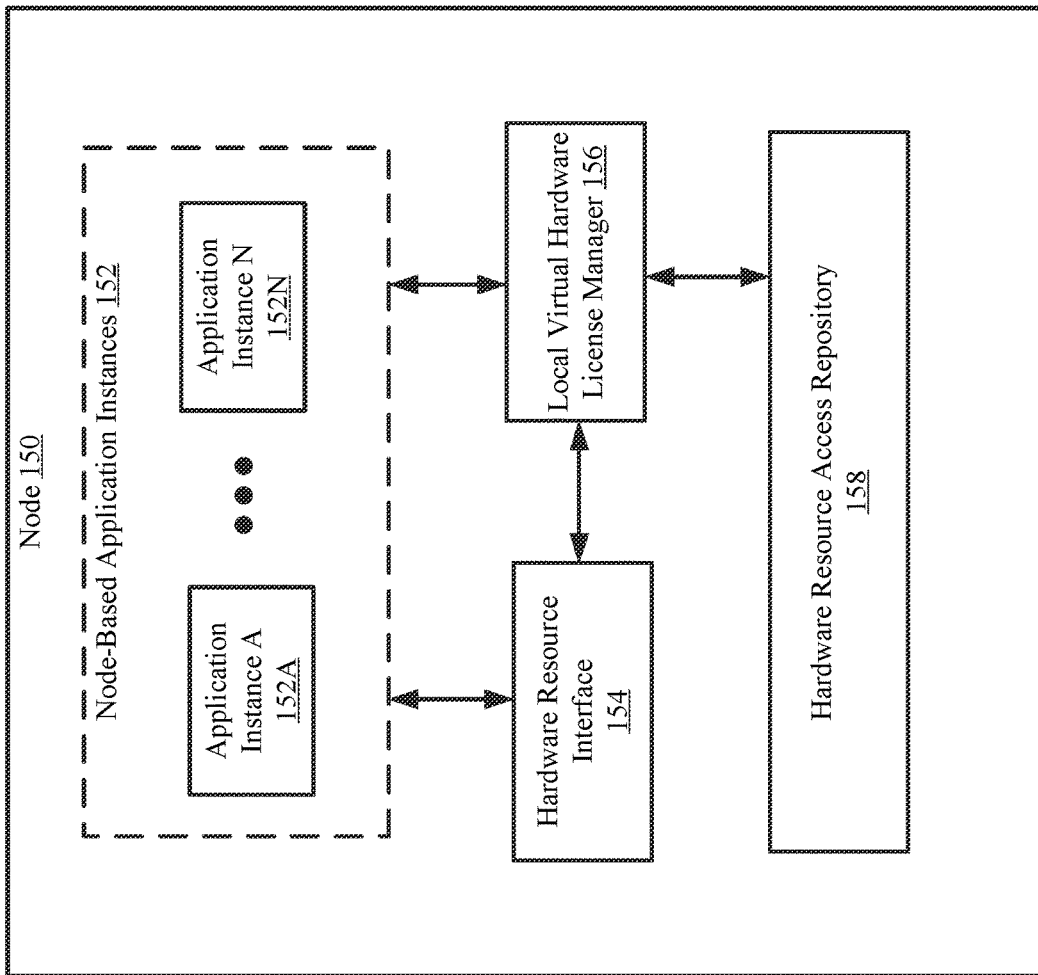 Node 150
Node-Based Application Instances 152
Application
Instance A
152A
Application
Instance N
152N
Hardware Resource
Interface
154
Local Virtual Hardware
License Manager 156
Hardware Resource Access Repository
158